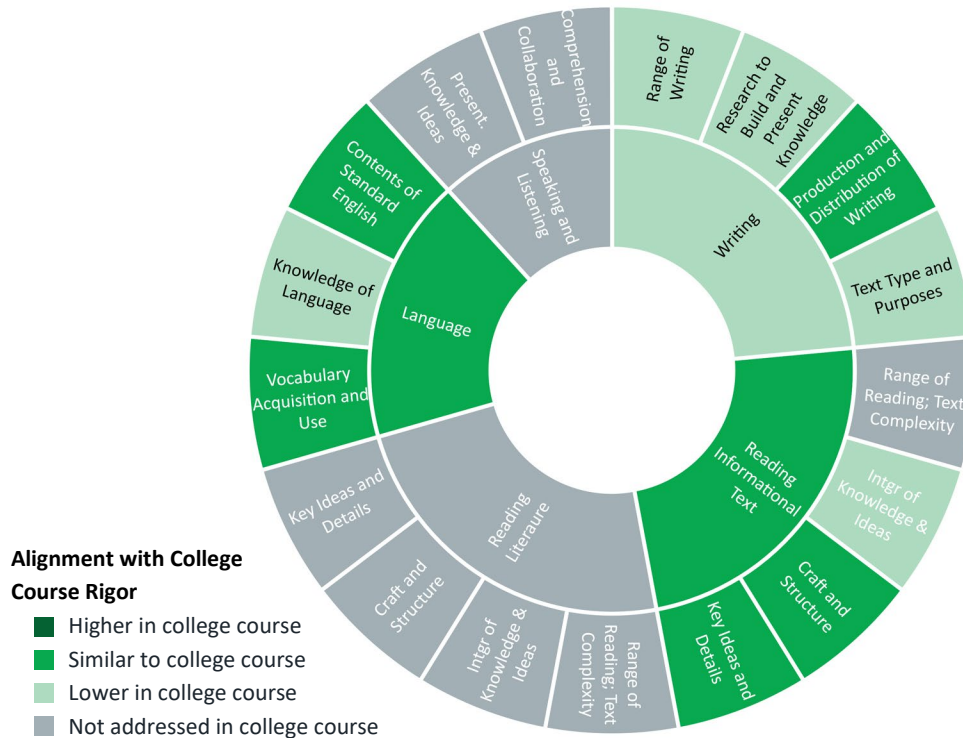 Comprehension
and
Collaboration
Range of
Writing
Research to
Build and
Present
Knowledge
Production and
Distribution of
Writing
Text Type and
Purposes
Range of
Reading; Text
Complexity
Intgr of
Knowledge &
Ideas
Craft and
Structure
Key Ideas and
Details
Range of
Reading; Text
Complexity
Intgr of
Knowledge &
Ideas
Craft and
Structure
Key Ideas and
Details
Vocabulary
Acquisition and
Use
Knowledge of
Language
Contents of
Standard
English
Present.
Knowledge &
Ideas
Speaking and
Listening
Writing
Reading
Informational
Text
Reading
Literaure
Language
Alignment with College
Course Rigor
Higher in college course
Similar to college course
Lower in college course
Not addressed in college course